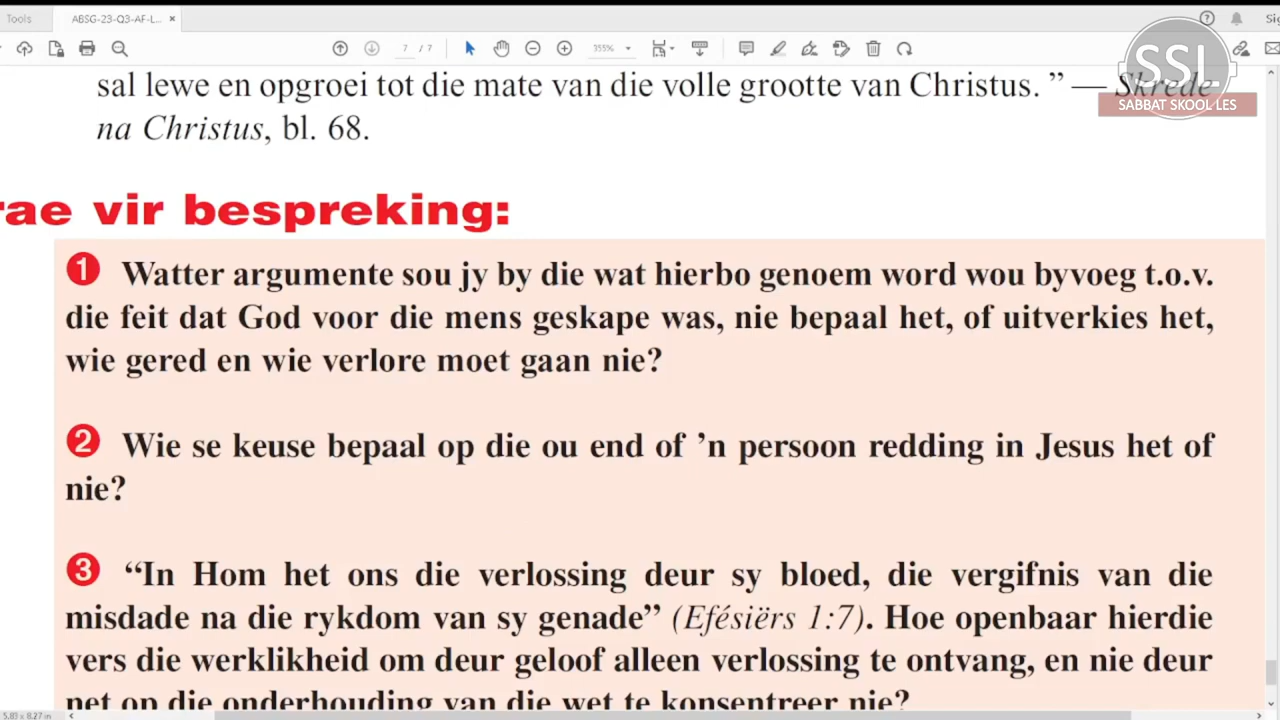 Tools
ABSG-23-Q3-AF-L... ×
Sig
7 / 7
355%
SSL
SABBAT SKOOL LES
sal lewe en opgroei tot die mate van die volle grootte van Christus. ” — Skrede
na Christus, bl. 68.
rae vir bespreking:
1 Watter argumente sou jy by die wat hierbo genoem word wou byvoeg t.o.v.
die feit dat God voor die mens geskape was, nie bepaal het, of uitverkies het,
wie gered en wie verlore moet gaan nie?
2 Wie se keuse bepaal op die ou end of ’n persoon redding in Jesus het of
nie?
3 “In Hom het ons die verlossing deur sy bloed, die vergifnis van die
misdade na die rykdom van sy genade” (Efésiërs 1:7). Hoe openbaar hierdie
vers die werklikheid om deur geloof alleen verlossing te ontvang, en nie deur
net op die onderhouding van die wet te konsentreer nie?
5.83 x 8.27 in